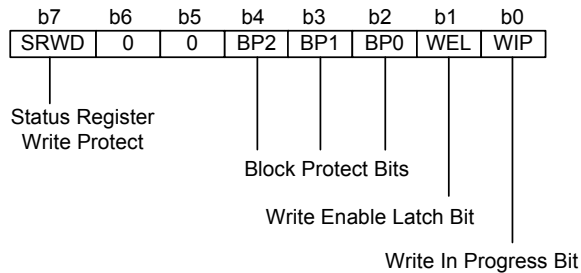 b7 b6 b5 b4 b3 b2 b1 b0
SRWD 0 0 BP2 BP1 BP0 WEL WIP
Status Register
Write Protect
Block Protect Bits
Write Enable Latch Bit
Write In Progress Bit